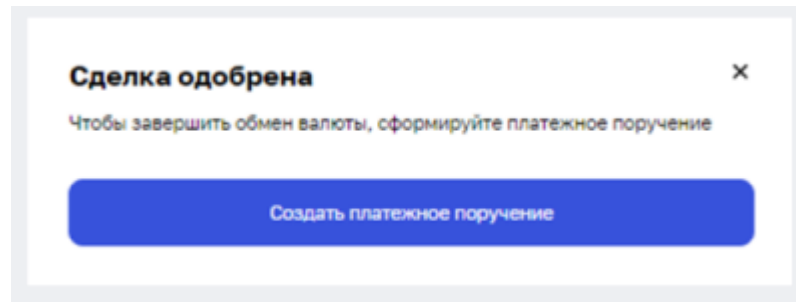 Сделка одобрена
Чтобы завершить обмен валюты, сформируйте платежное поручение
Создать платежное поручение